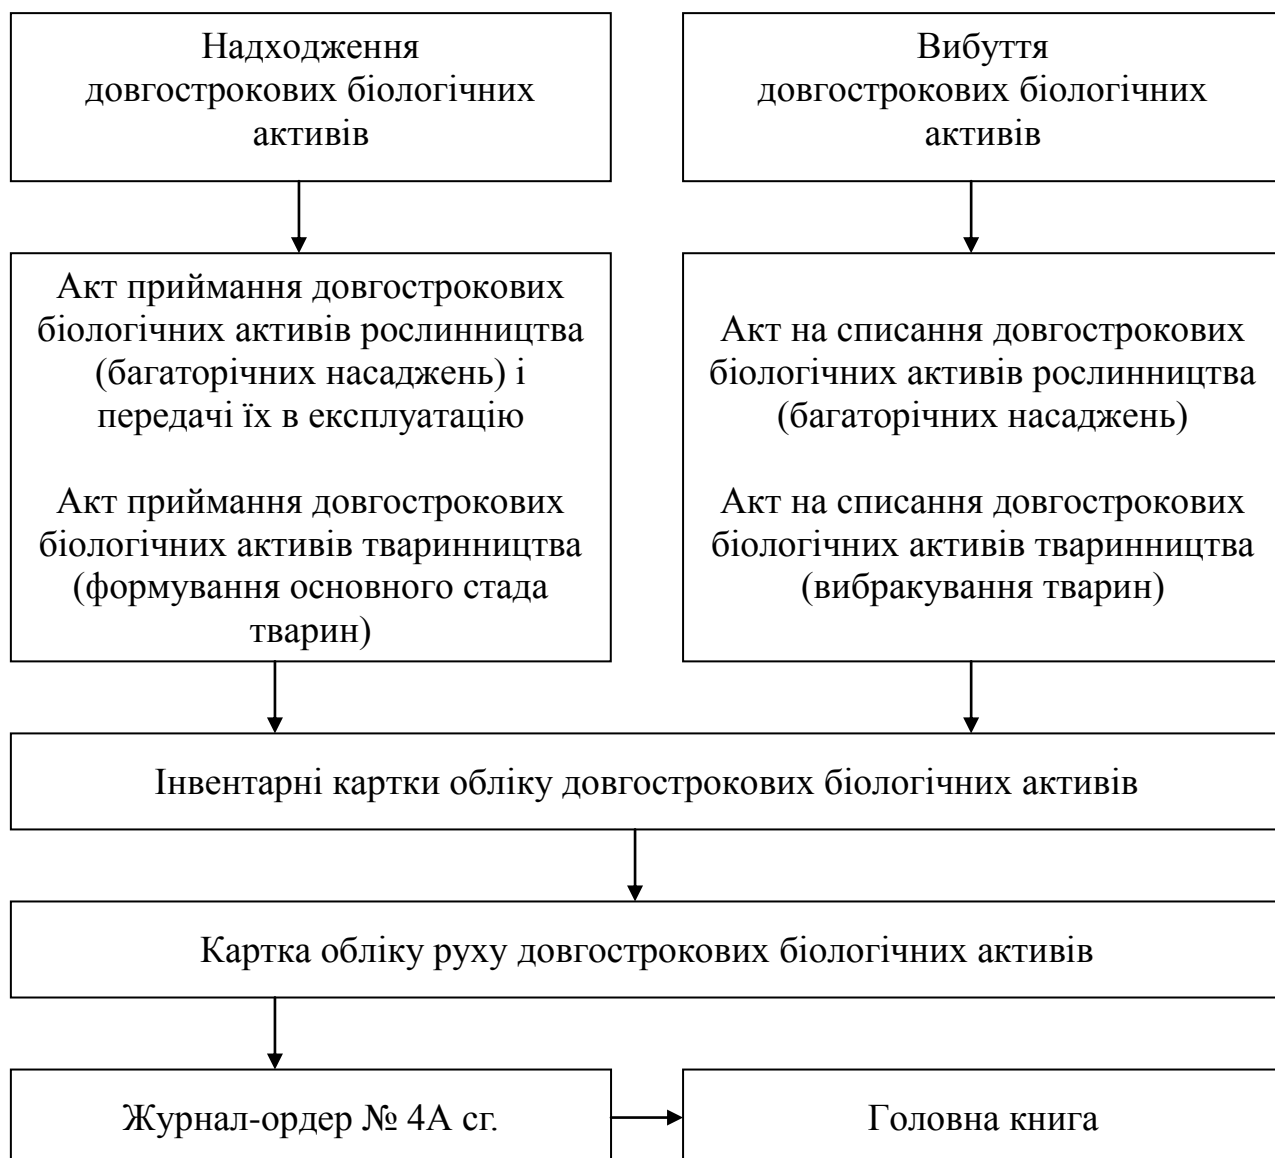 Надходження
довгострокових біологічних
активів
Вибуття
довгострокових біологічних
активів
Акт приймання довгострокових
біологічних активів рослинництва
(багаторічних насаджень) і
передачі їх в експлуатацію
Акт приймання довгострокових
біологічних активів тваринництва
(формування основного стада
тварин)
Акт на списання довгострокових
біологічних активів рослинництва
(багаторічних насаджень)
Акт на списання довгострокових
біологічних активів тваринництва
(вибракування тварин)
Інвентарні картки обліку довгострокових біологічних активів
Картка обліку руху довгострокових біологічних активів
Журнал-ордер № 4А сг.
Головна книга